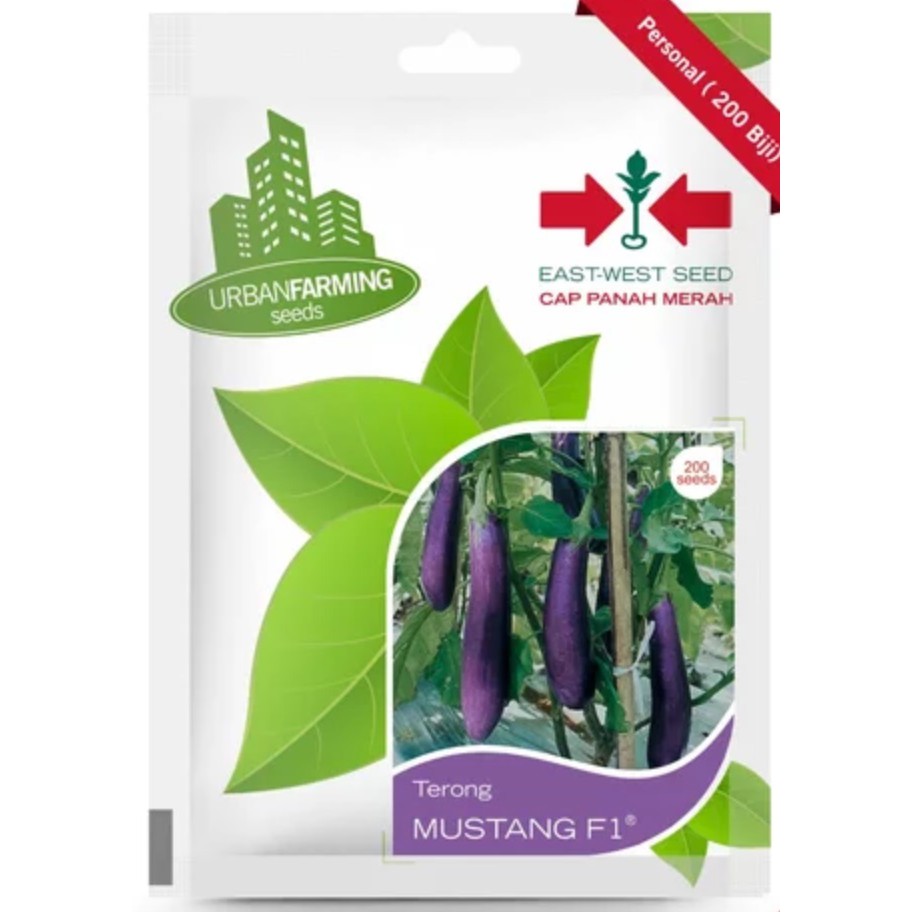 Personal ( 200 Biji)
URBANFARMING
seeds
EAST-WEST SEED
CAP PANAH MERAH
200
seeds
Terong
MUSTANG F1®